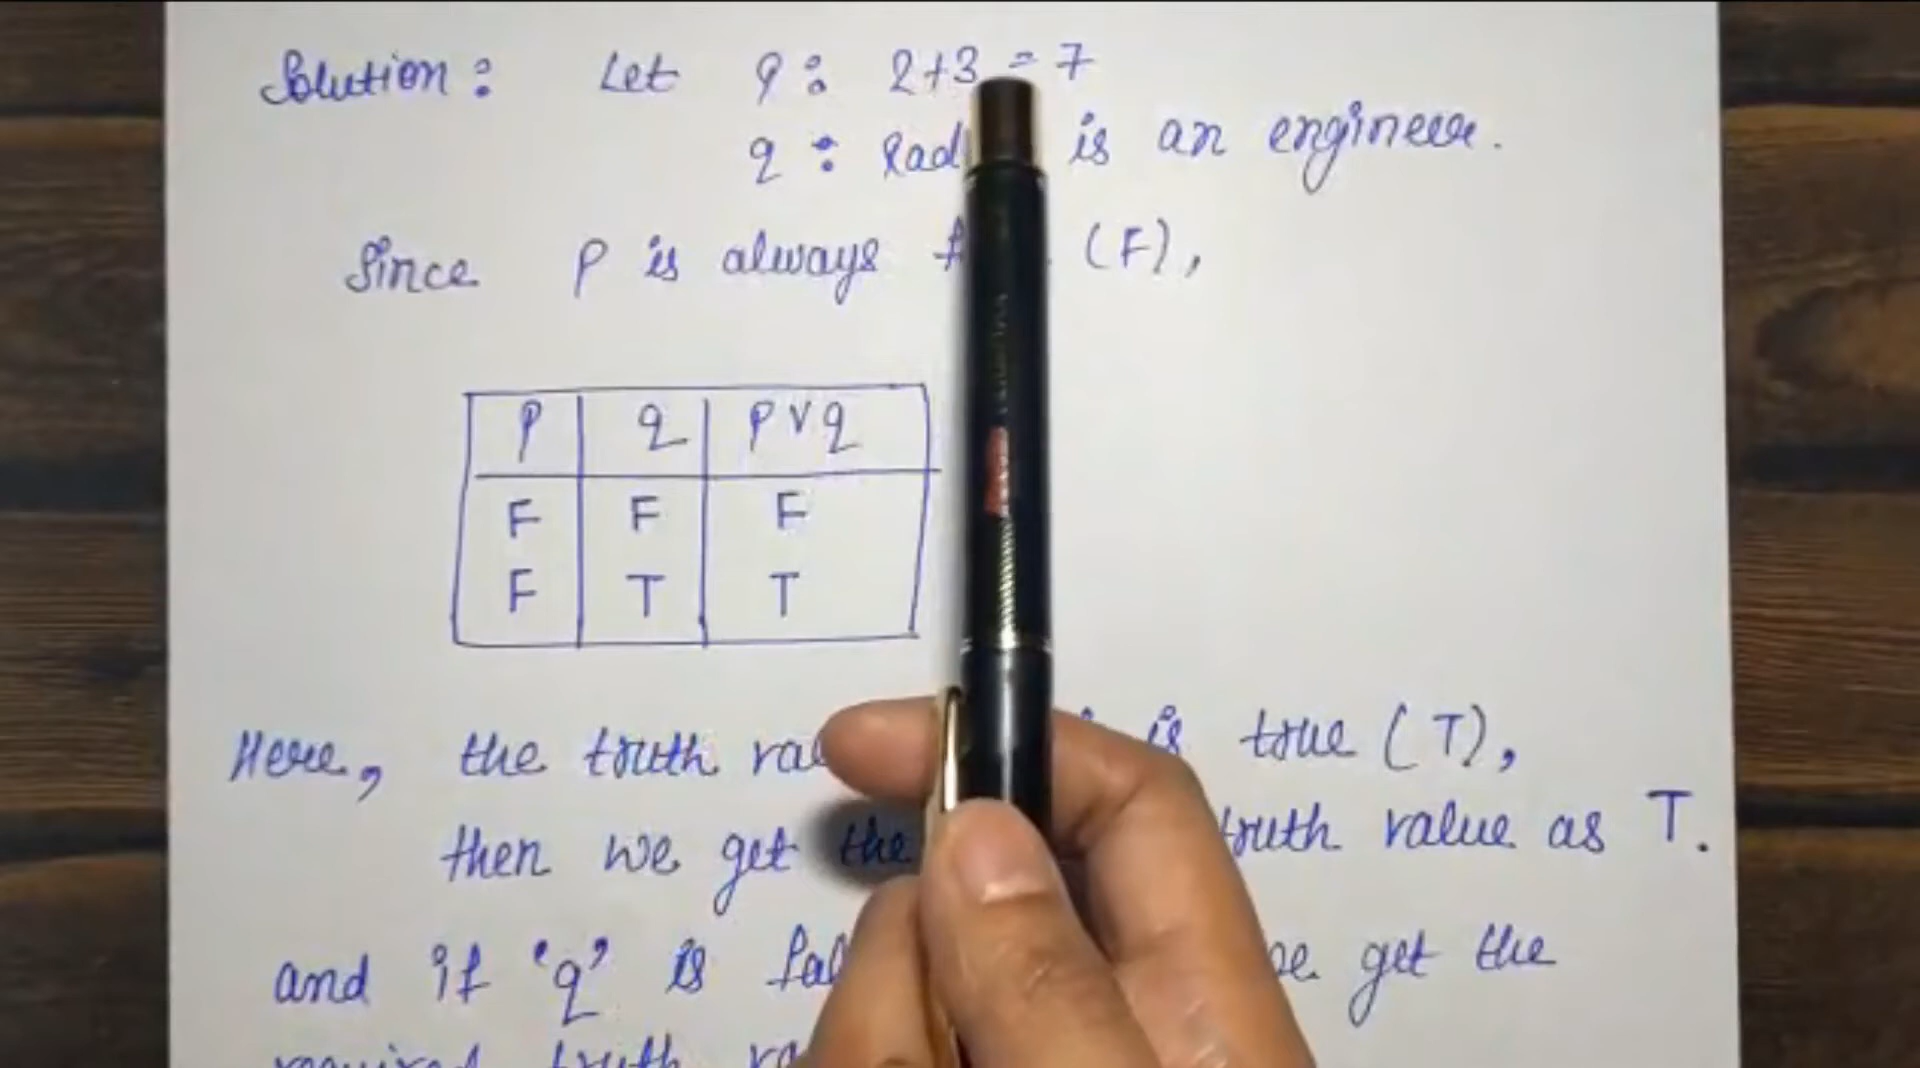 Solution: Let P: 2+3 = 7
q: is an engineer.
Since P is always (F),
P q P∨q
F F F
F T T
Here, the truth is true (T),
then we get the truth value as T.
and if 'q' is get the
truth